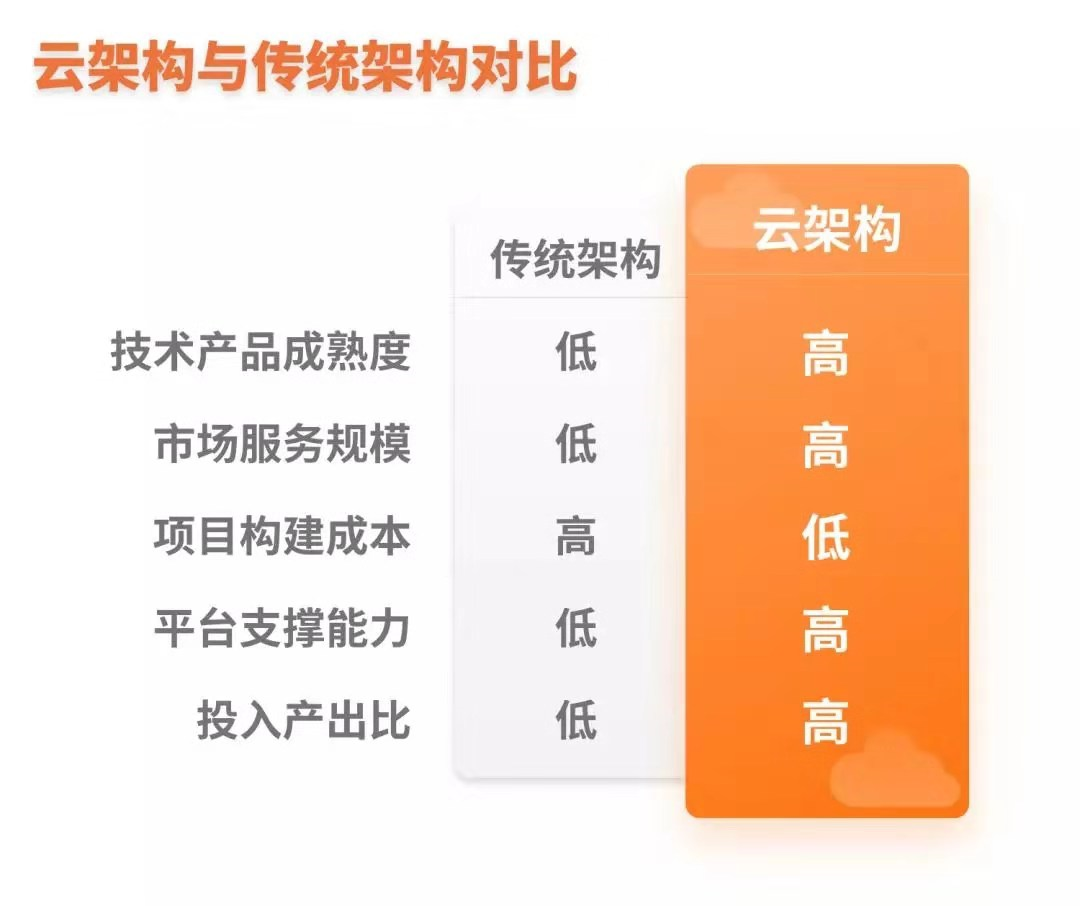 云架构与传统架构对比
传统架构 云架构
技术产品成熟度 低 高
市场服务规模 低 高
项目构建成本 高 低
平台支撑能力 低 高
投入产出比 低 高